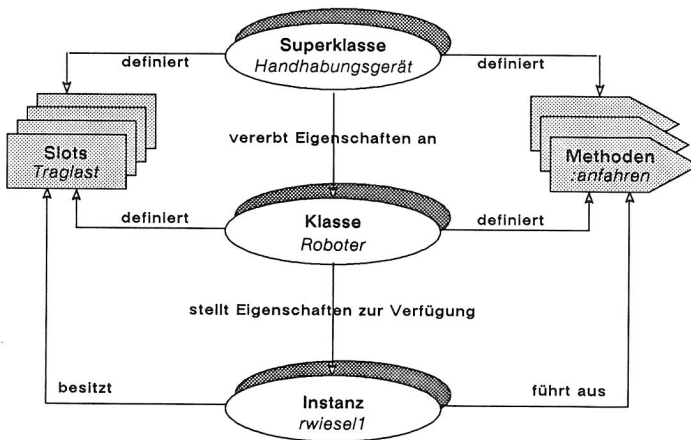 Superklasse
Handhabungsgerät
definiert
definiert
Slots
Traglast
vererbt Eigenschaften an
Methoden
:anfahren
definiert
Klasse
Roboter
definiert
stellt Eigenschaften zur Verfügung
besitzt
Instanz
rwiesel1
führt aus